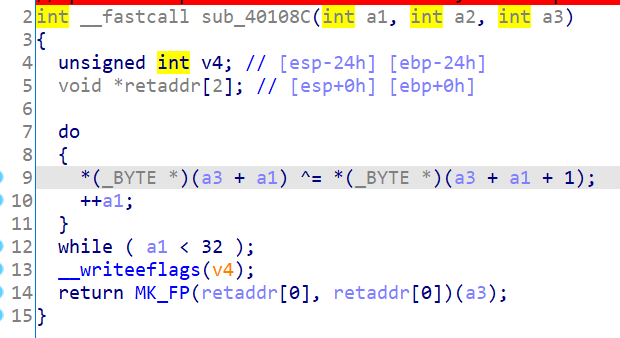 2 int __fastcall sub_40108C(int a1, int a2, int a3)
3 {
4 unsigned int v4; // [esp-24h] [ebp-24h]
5 void *retaddr[2]; // [esp+0h] [ebp+0h]
6
7 do
8 {
9 *(_BYTE *)(a3 + a1) ^= *(_BYTE *)(a3 + a1 + 1);
10 ++a1;
11 }
12 while ( a1 < 32 );
13 __writeeflags(v4);
14 return MK_FP(retaddr[0], retaddr[0])(a3);
15 }